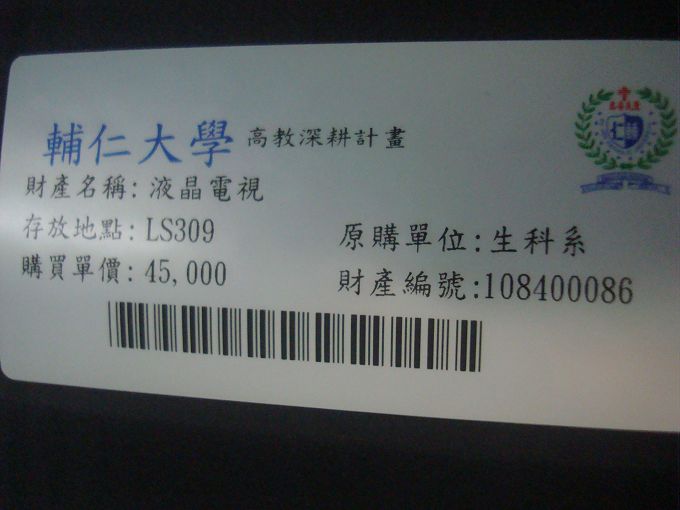 輔仁大學 高教深耕計畫
財產名稱: 液晶電視
存放地點: LS309
原購單位: 生科系
購買單價: 45,000
財產編號:108400086